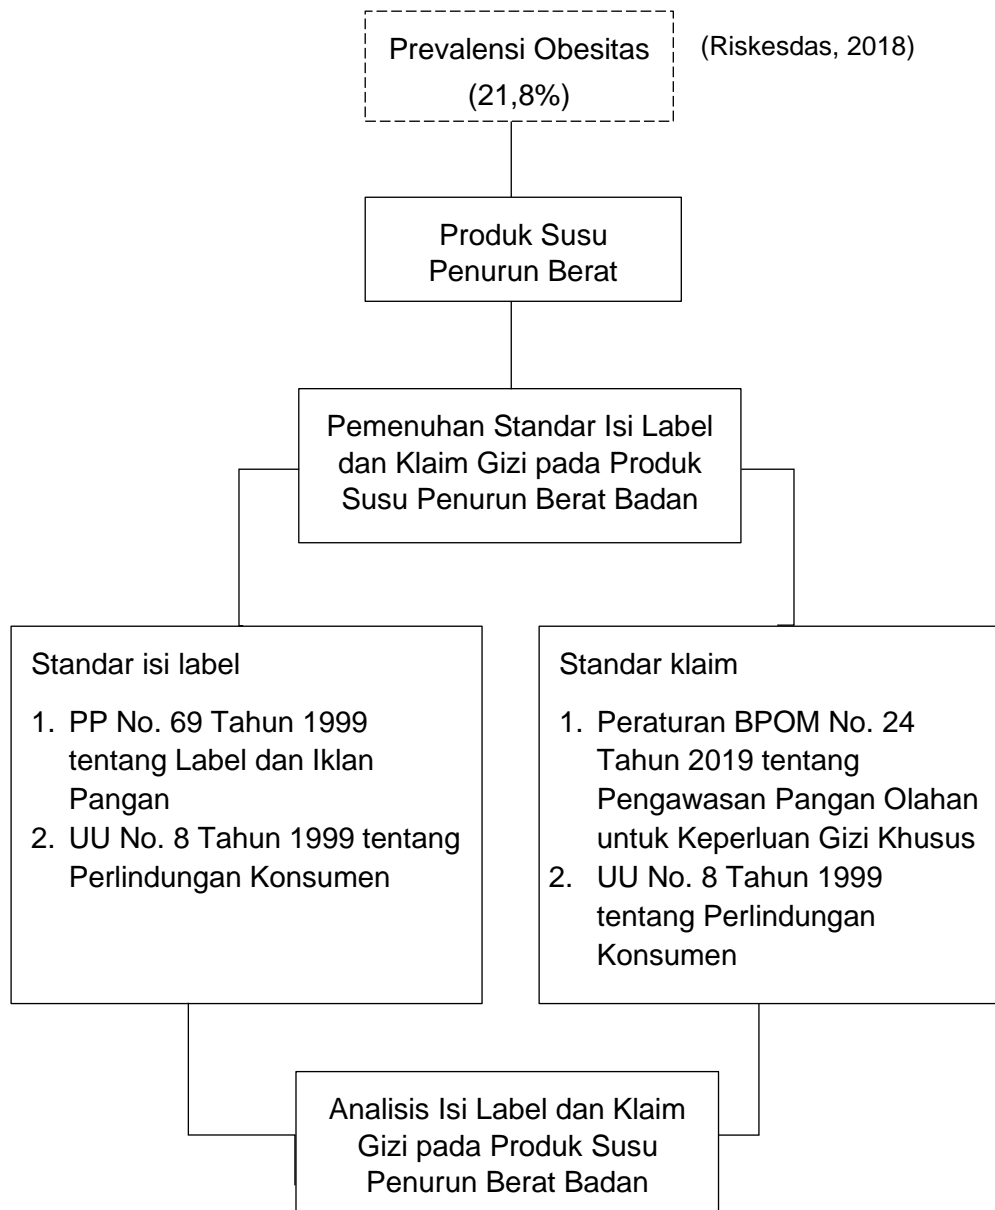 Prevalensi Obesitas
(21,8%)
(Riskesdas, 2018)
Produk Susu
Penurun Berat
Pemenuhan Standar Isi Label
dan Klaim Gizi pada Produk
Susu Penurun Berat Badan
Standar isi label
1. PP No. 69 Tahun 1999
tentang Label dan Iklan
Pangan
2. UU No. 8 Tahun 1999 tentang
Perlindungan Konsumen
Standar klaim
1. Peraturan BPOM No. 24
Tahun 2019 tentang
Pengawasan Pangan Olahan
untuk Keperluan Gizi Khusus
2. UU No. 8 Tahun 1999
tentang Perlindungan
Konsumen
Analisis Isi Label dan Klaim
Gizi pada Produk Susu
Penurun Berat Badan